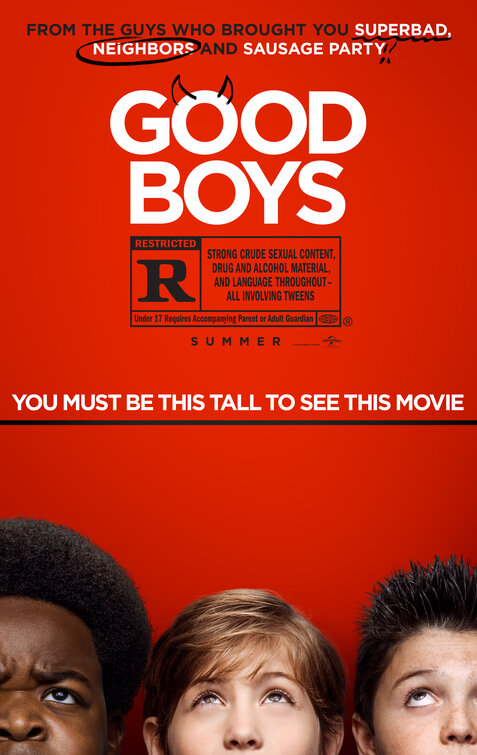 FROM THE GUYS WHO BROUGHT YOU SUPERBAD,
NEiGHBORS AND SAUSAGE PARTY?
GOOD
BOYS
RESTRICTED
R
STRONG CRUDE SEXUAL CONTENT,
DRUG AND ALCOHOL MATERIAL,
AND LANGUAGE THROUGHOUT -
ALL INVOLVING TWEENS
Under 17 Requires Accompanying Parent or Adult Guardian ®
SUMMER
YOU MUST BE THIS TALL TO SEE THIS MOVIE